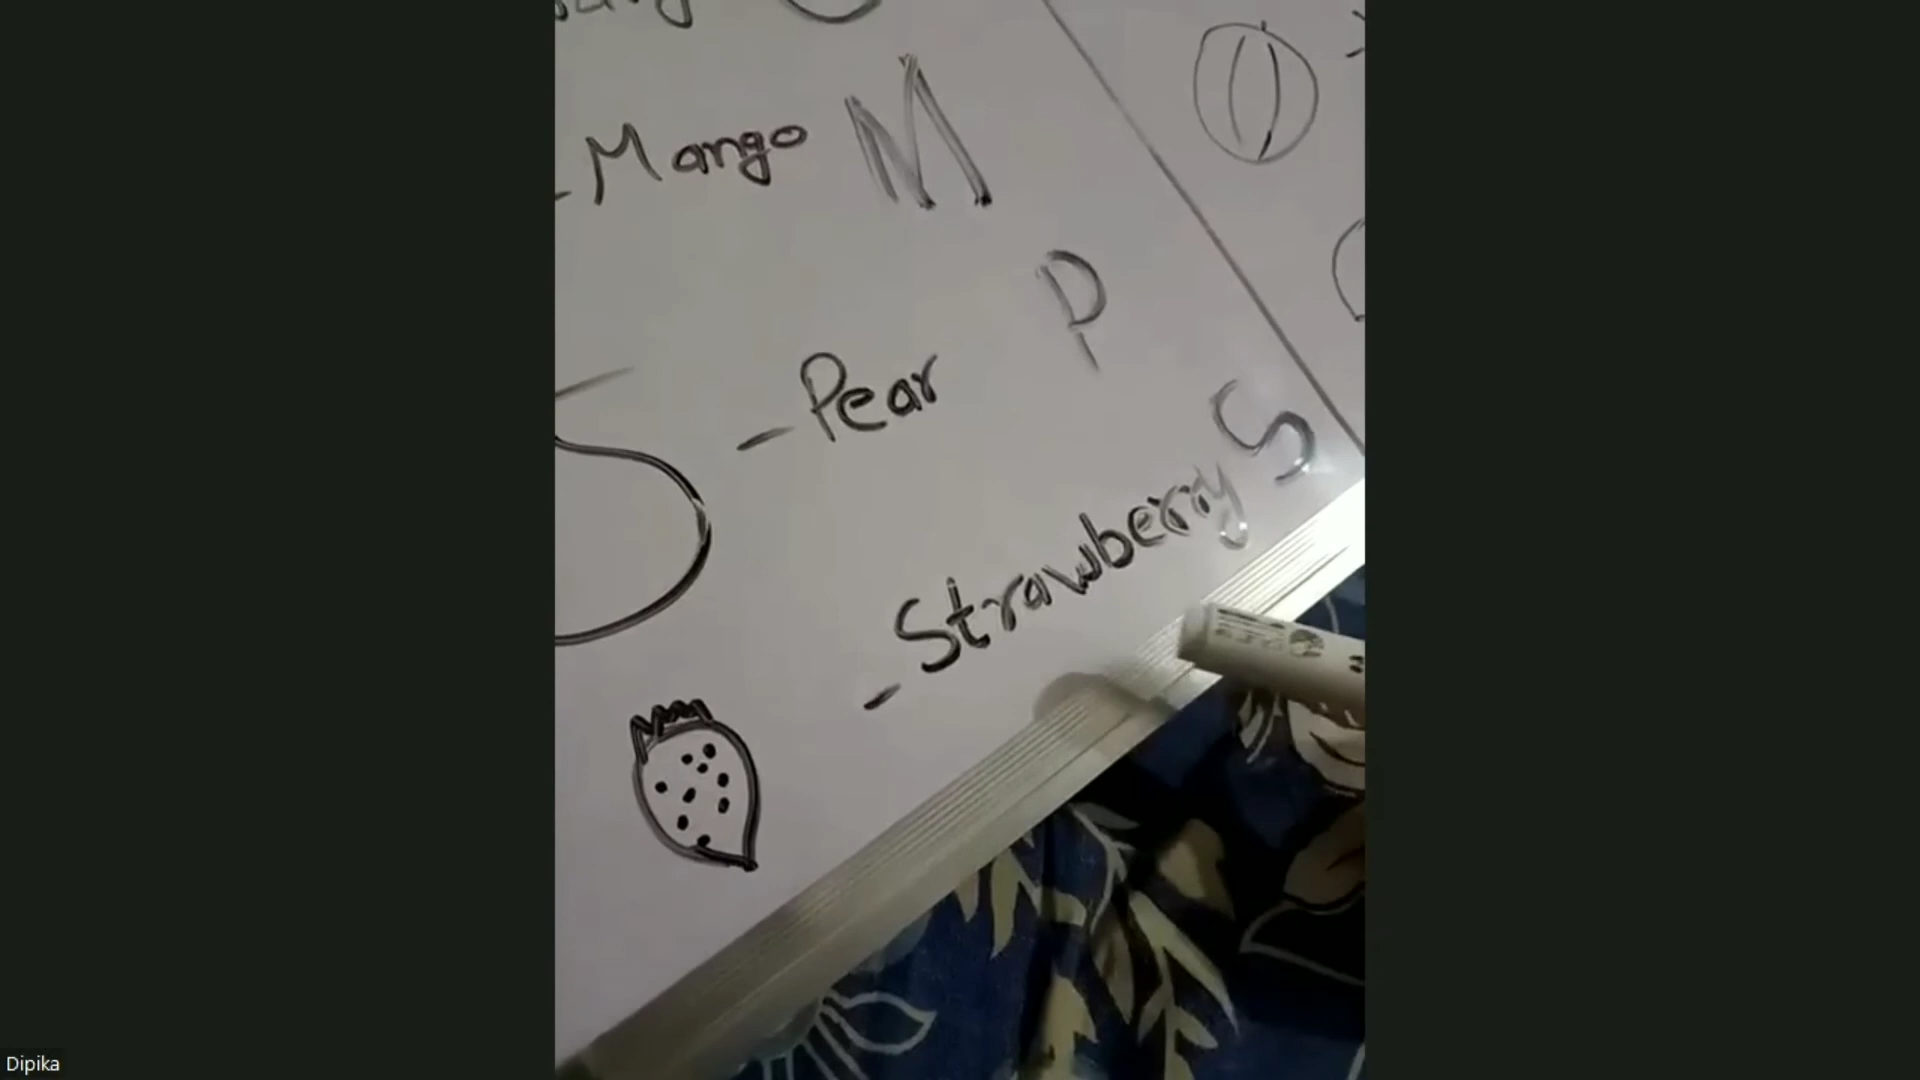 - Mango M
P
- Pear
S
- Strawberry
Dipika